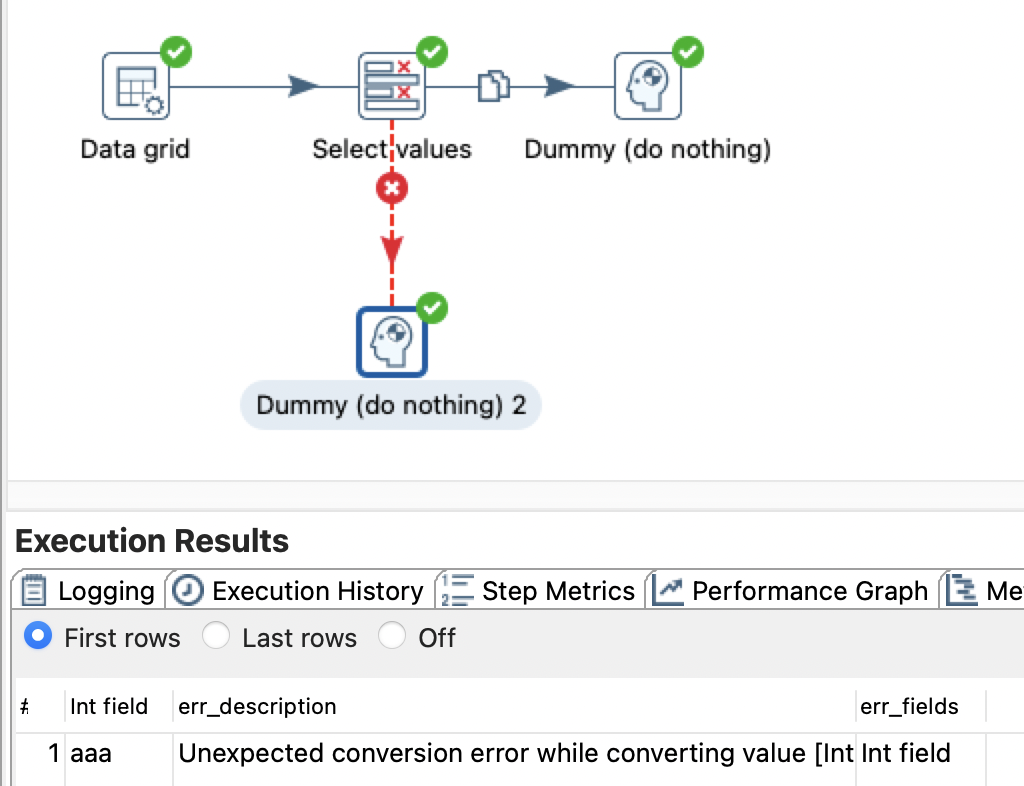 Data grid
Select values
Dummy (do nothing)
Dummy (do nothing) 2
Execution Results
Logging
Execution History
Step Metrics
Performance Graph
Me
First rows
Last rows
Off
# Int field err_description err_fields
1 aaa Unexpected conversion error while converting value [Int Int field